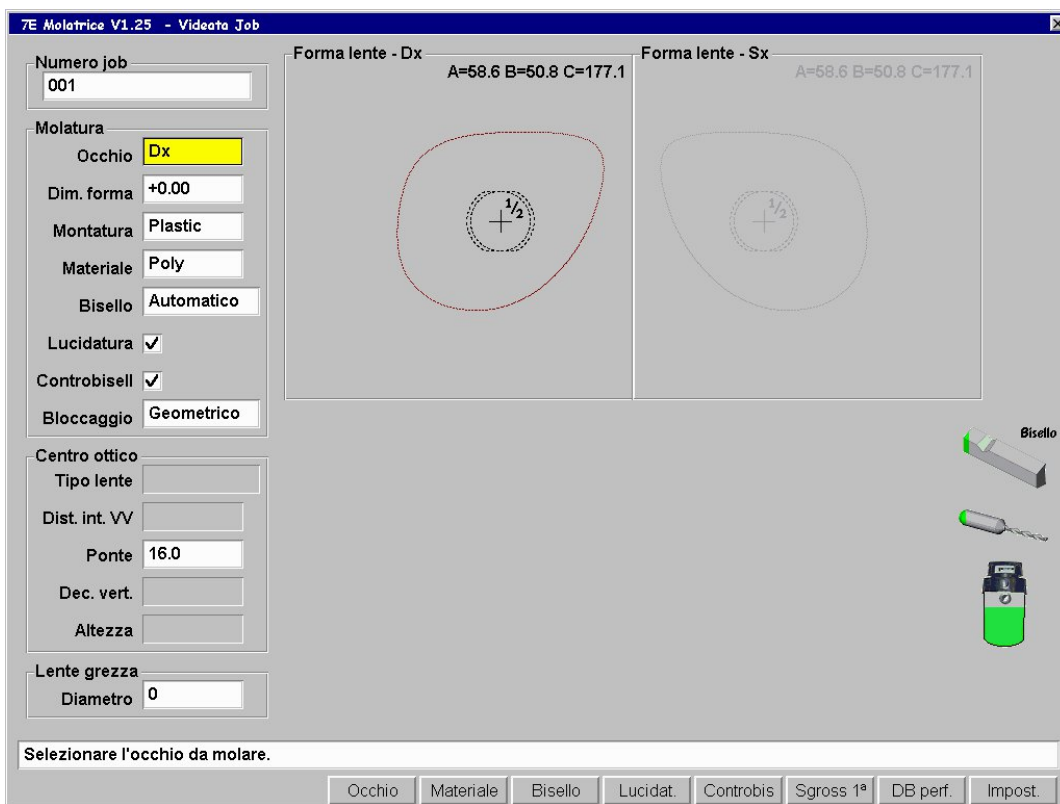 7E Molatrice V1.25 - Videata Job
Numero job
001
Molatura
Occhio Dx
Dim. forma +0.00
Montatura Plastic
Materiale Poly
Bisello Automatico
Lucidatura
Controbisell
Bloccaggio Geometrico
Centro ottico
Tipo lente
Dist. int. VV
Ponte 16.0
Dec. vert.
Altezza
Lente grezza
Diametro 0
Forma lente - Dx
A=58.6 B=50.8 C=177.1
1/2
Forma lente - Sx
A=58.6 B=50.8 C=177.1
1/2
Bisello
Selezionare l'occhio da molare.
Occhio Materiale Bisello Lucidat. Controbis Sgross 1ª DB perf. Impost.